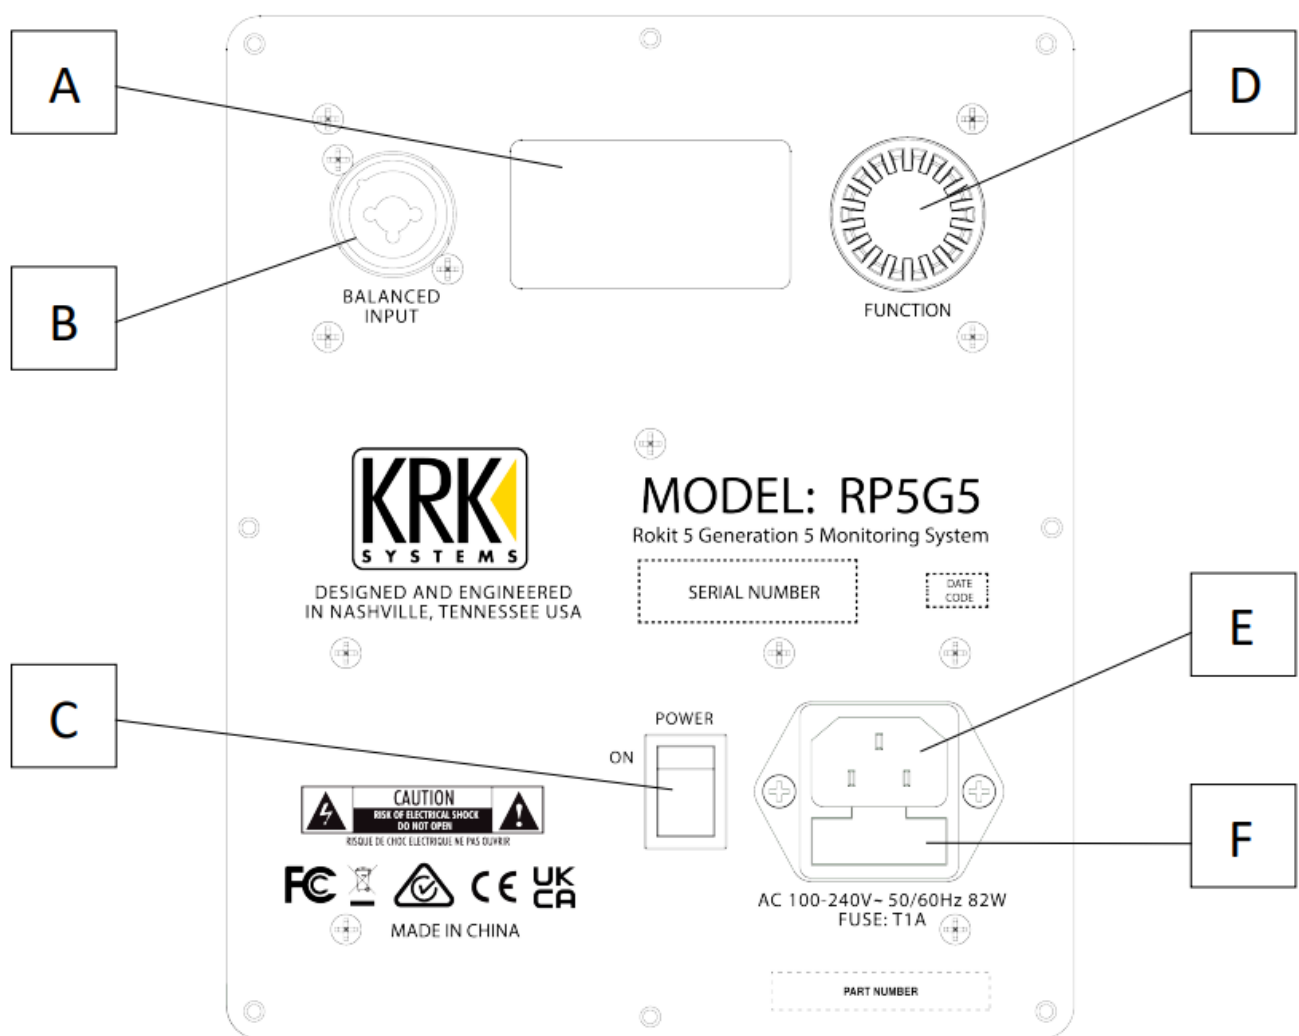 A
D
B
BALANCED
INPUT
FUNCTION
KRK
SYSTEMS
MODEL: RP5G5
Rokit 5 Generation 5 Monitoring System
DESIGNED AND ENGINEERED
IN NASHVILLE, TENNESSEE USA
SERIAL NUMBER
DATE
CODE
E
C
POWER
ON
CAUTION
RISK OF ELECTRICAL SHOCK
DO NOT OPEN
RISQUE DE CHOC ELECTRIQUE NE PAS OUVRIR
F
FC
CE
UK
CA
AC 100-240V~ 50/60Hz 82W
FUSE: T1A
MADE IN CHINA
PART NUMBER